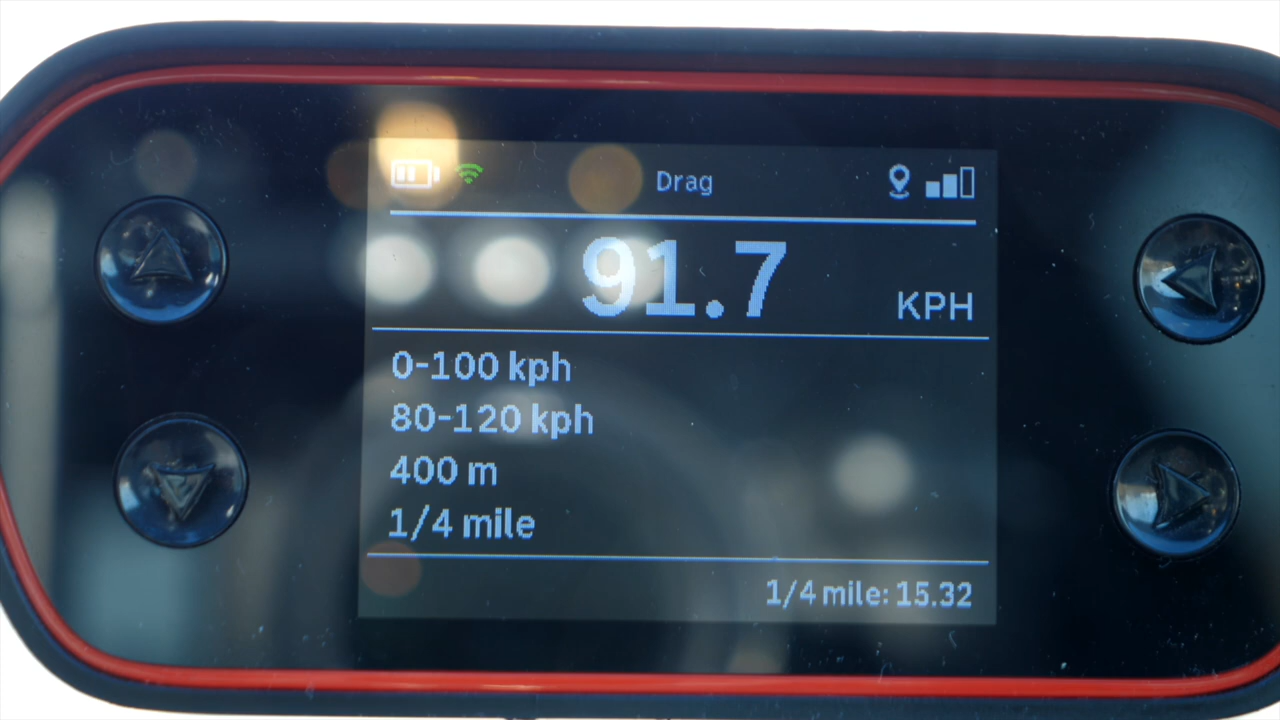 Drag
91.7
KPH
0-100 kph
80-120 kph
400 m
1/4 mile
1/4 mile: 15.32